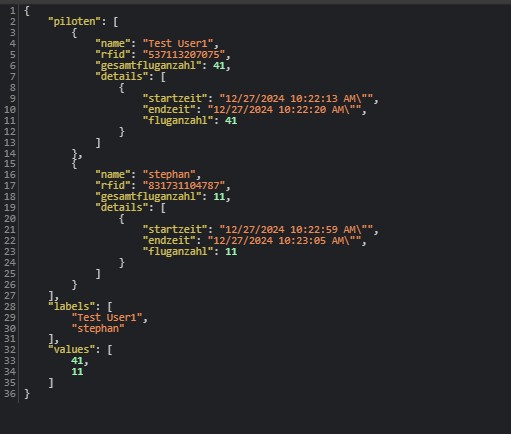 1 {
2     "piloten": [
3         {
4             "name": "Test User1",
5             "rfid": "537113207075",
6             "gesamtfluganzahl": 41,
7             "details": [
8                 {
9                     "startzeit": "12/27/2024 10:22:13 AM\"",
10                     "endzeit": "12/27/2024 10:22:20 AM\"",
11                     "fluganzahl": 41
12                 }
13             ]
14         },
15         {
16             "name": "stephan",
17             "rfid": "831731104787",
18             "gesamtfluganzahl": 11,
19             "details": [
20                 {
21                     "startzeit": "12/27/2024 10:22:59 AM\"",
22                     "endzeit": "12/27/2024 10:23:05 AM\"",
23                     "fluganzahl": 11
24                 }
25             ]
26         }
27     ],
28     "labels": [
29         "Test User1",
30         "stephan"
31     ],
32     "values": [
33         41,
34         11
35     ]
36 }